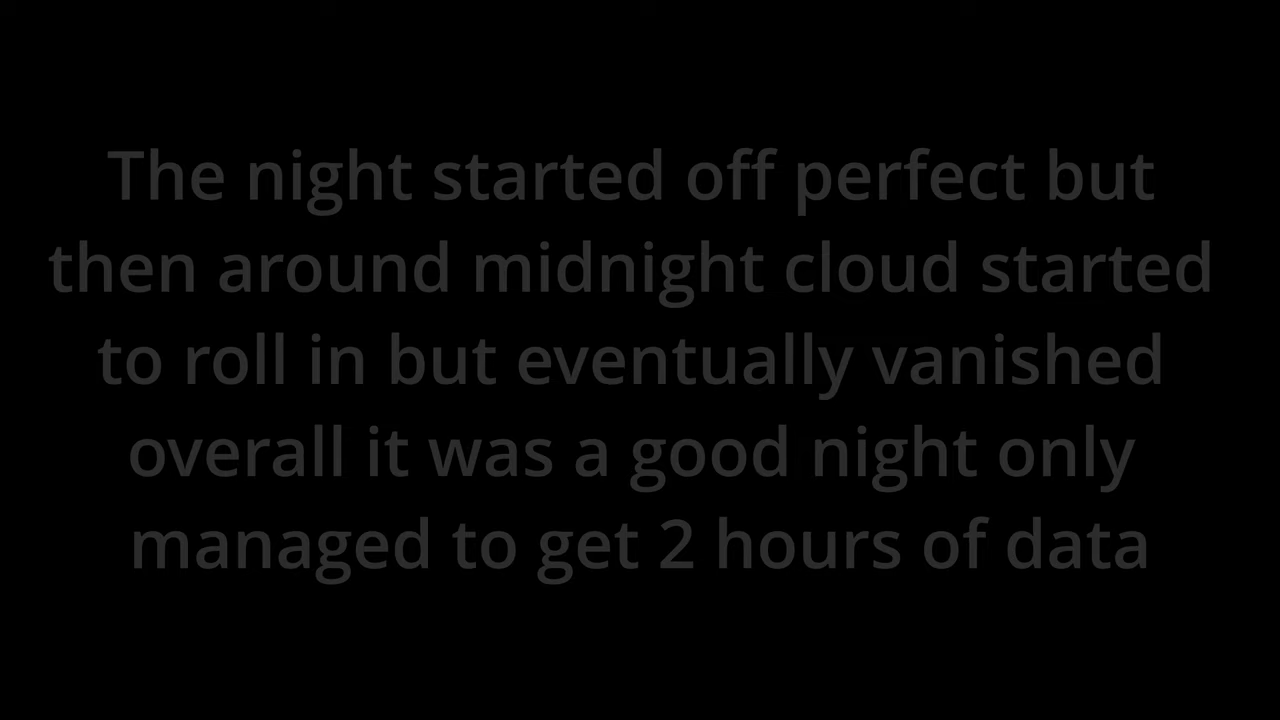 The night started off perfect but
then around midnight cloud started
to roll in but eventually vanished
overall it was a good night only
managed to get 2 hours of data